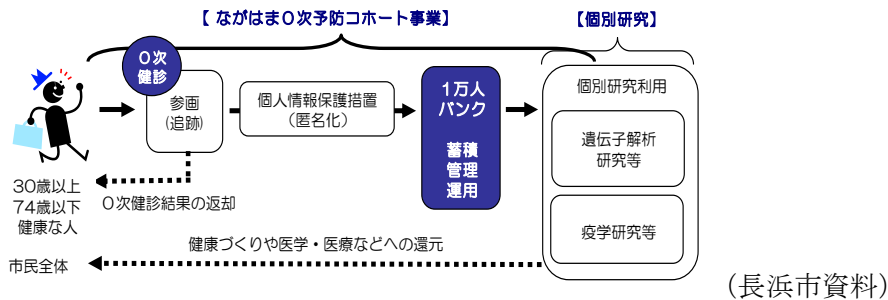 【ながはま0次予防コホート事業】
【個別研究】
0次
健診
参画
(追跡)
個人情報保護措置
(匿名化)
1万人
バンク
蓄積
管理
運用
個別研究利用
遺伝子解析
研究等
疫学研究等
30歳以上
74歳以下
健康な人
0次健診結果の返却
健康づくりや医学・医療などへの還元
市民全体
(長浜市資料)